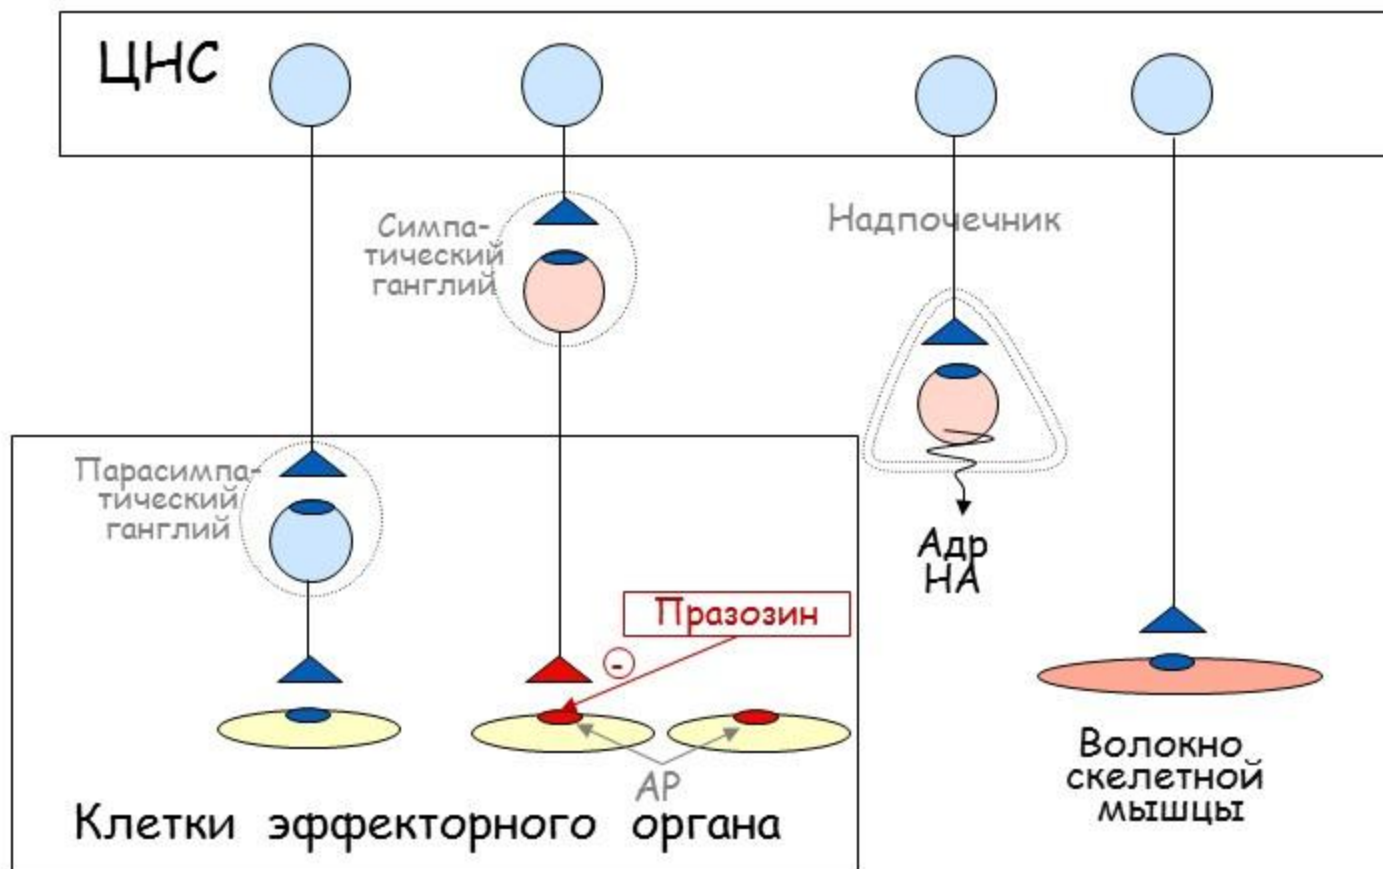 ЦНС
Симпа-
тический
ганглий
Надпочечник
Парасимпа-
тический
ганглий
Адр
НА
Празозин
-
АР
Волокно
скелетной
мышцы
Клетки эффекторного органа